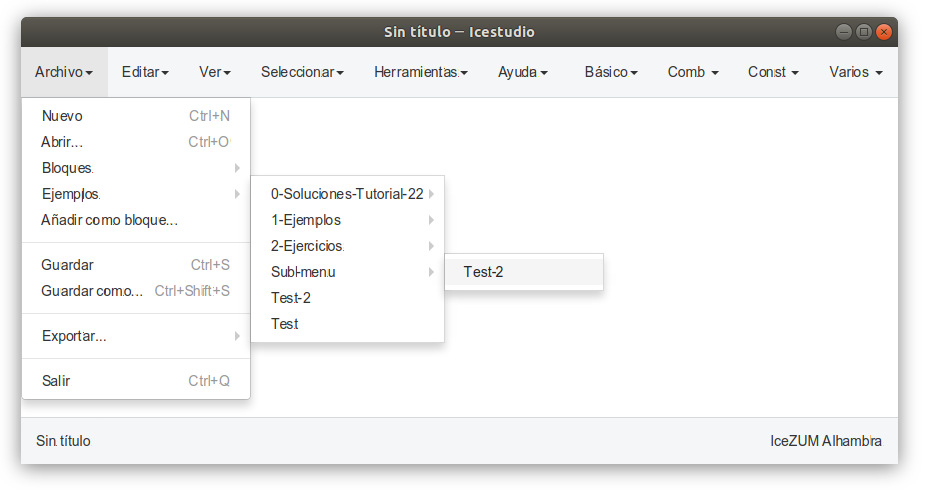 Sin título – Icestudio
Archivo Editar Ver Seleccionar Herramientas Ayuda Básico Comb Const Varios
Nuevo Ctrl+N
Abrir... Ctrl+O
Bloques
Ejemplos
Añadir como bloque...
Guardar Ctrl+S
Guardar como... Ctrl+Shift+S
Exportar...
Salir Ctrl+Q
0-Soluciones-Tutorial-22
1-Ejemplos
2-Ejercicios
Subl-menu
Test-2
Test
Test-2
Sin título IceZUM Alhambra